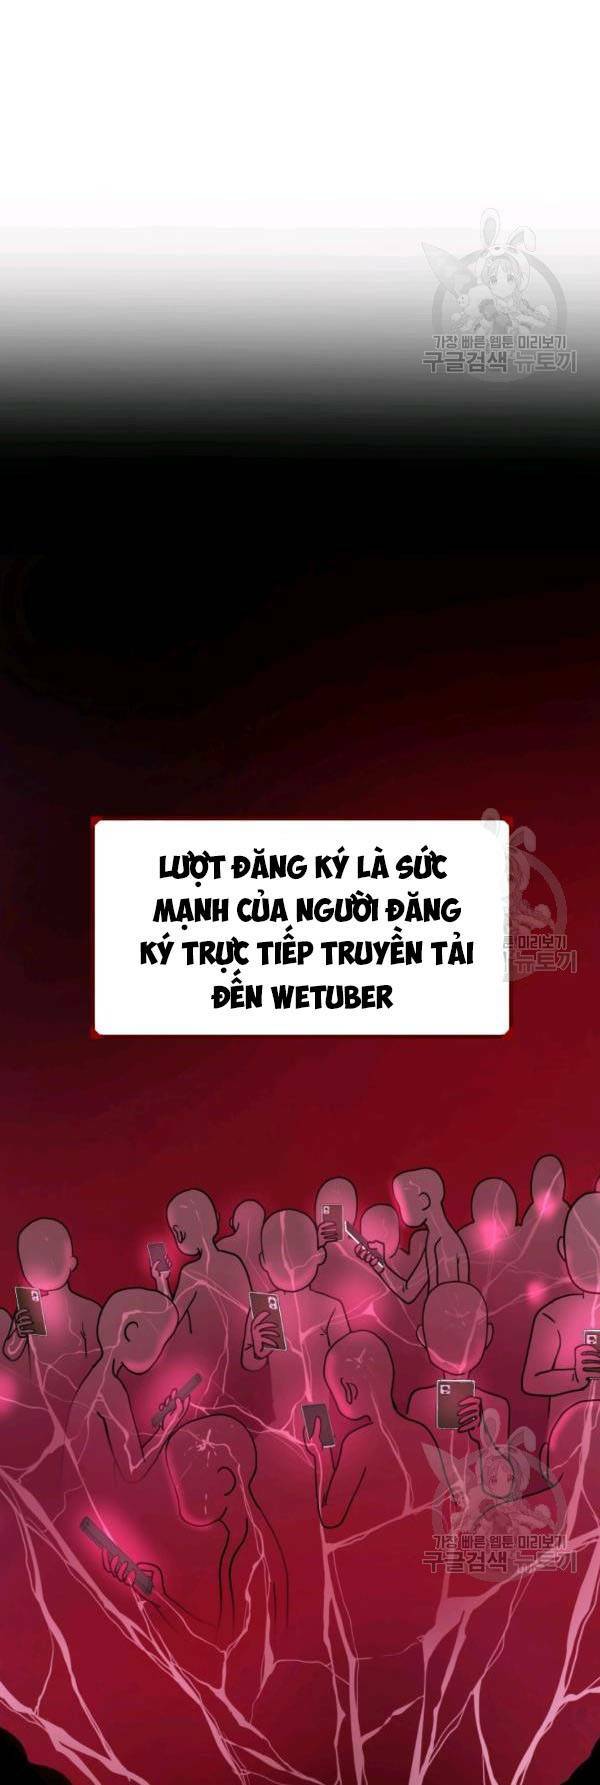 가장 빠른 웹툰 미리보기
구글검색 뉴토끼
LƯỢT ĐĂNG KÝ LÀ SỨC
MẠNH CỦA NGƯỜI ĐĂNG
KÝ TRỰC TIẾP TRUYỀN TẢI
ĐẾN WETUBER
뉴토끼
가장 빠른 웹툰 미리보기
구글검색 뉴토끼